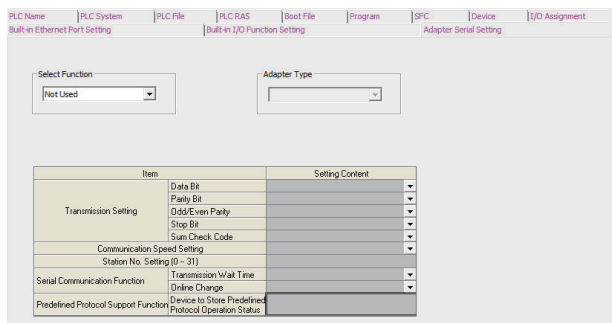 PLC Name PLC System PLC File PLC RAS Boot File Program SFC Device I/O Assignment
Built-in Ethernet Port Setting Built-in I/O Function Setting Adapter Serial Setting
Select Function Adapter Type
Not Used
Item Setting Content
Transmission Setting
Data Bit
Parity Bit
Odd/Even Parity
Stop Bit
Sum Check Code
Communication Speed Setting
Station No. Setting (0 -- 31)
Serial Communication Function
Transmission Wait Time
Online Change
Predefined Protocol Support Function
Device to Store Predefined
Protocol Operation Status